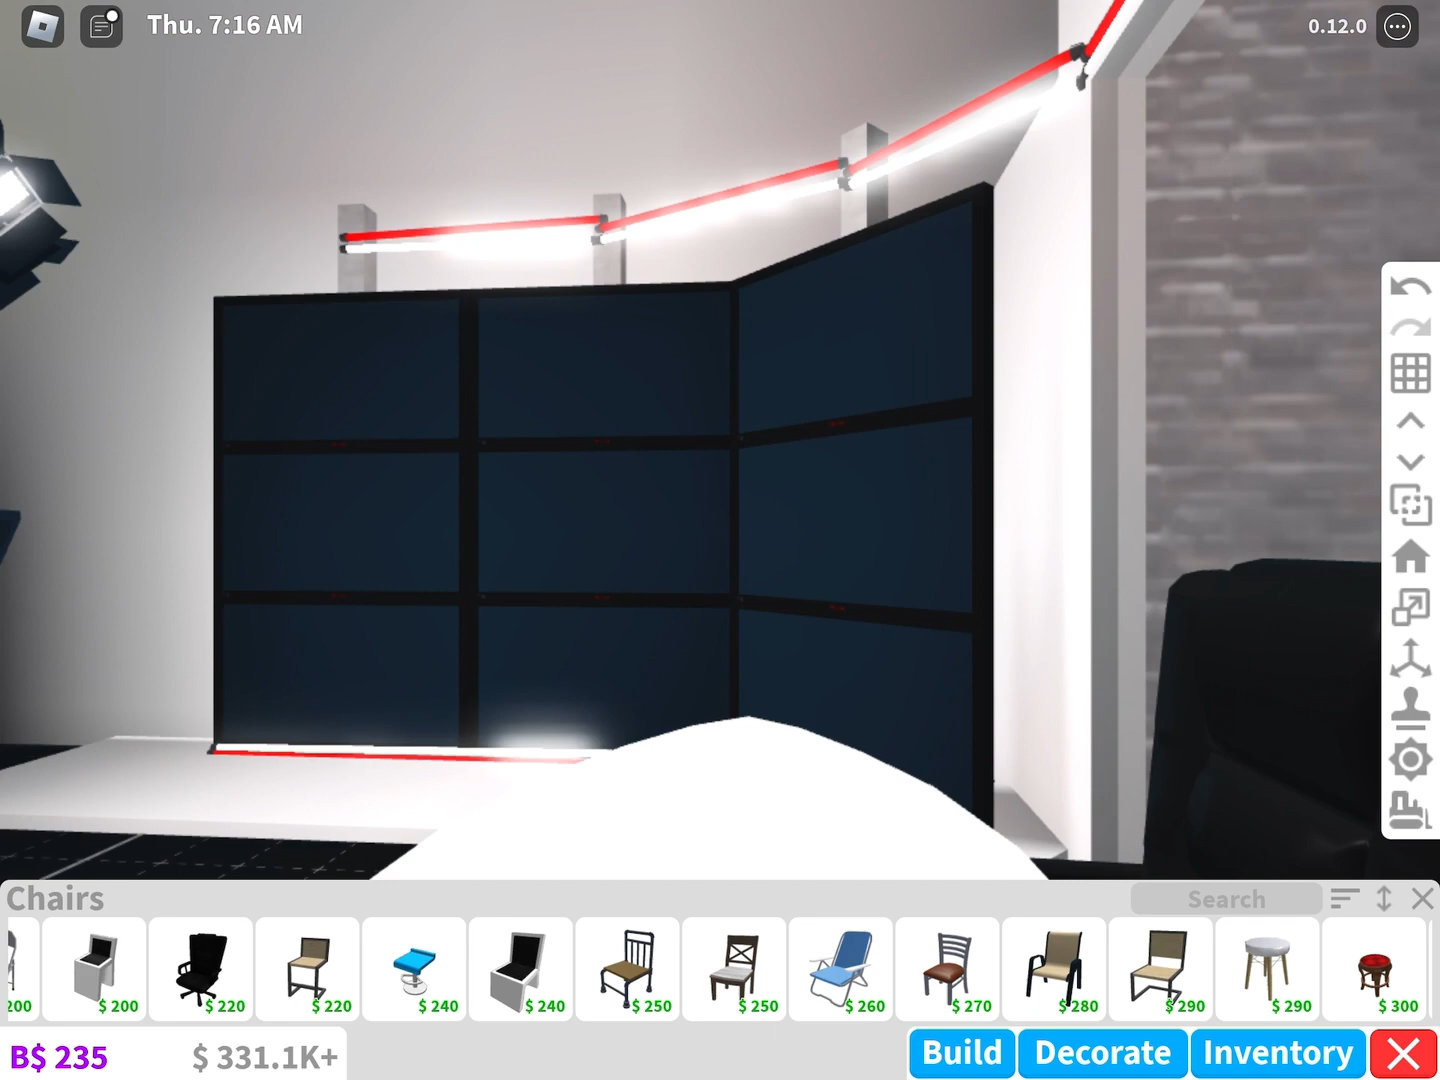 Thu. 7:16 AM
0.12.0
Chairs
Search
200
$ 200
$ 220
$ 220
$ 240
$ 240
$ 250
$ 250
$ 260
$ 270
$ 280
$ 290
$ 290
$ 300
B$ 235
$ 331.1K+
Build
Decorate
Inventory